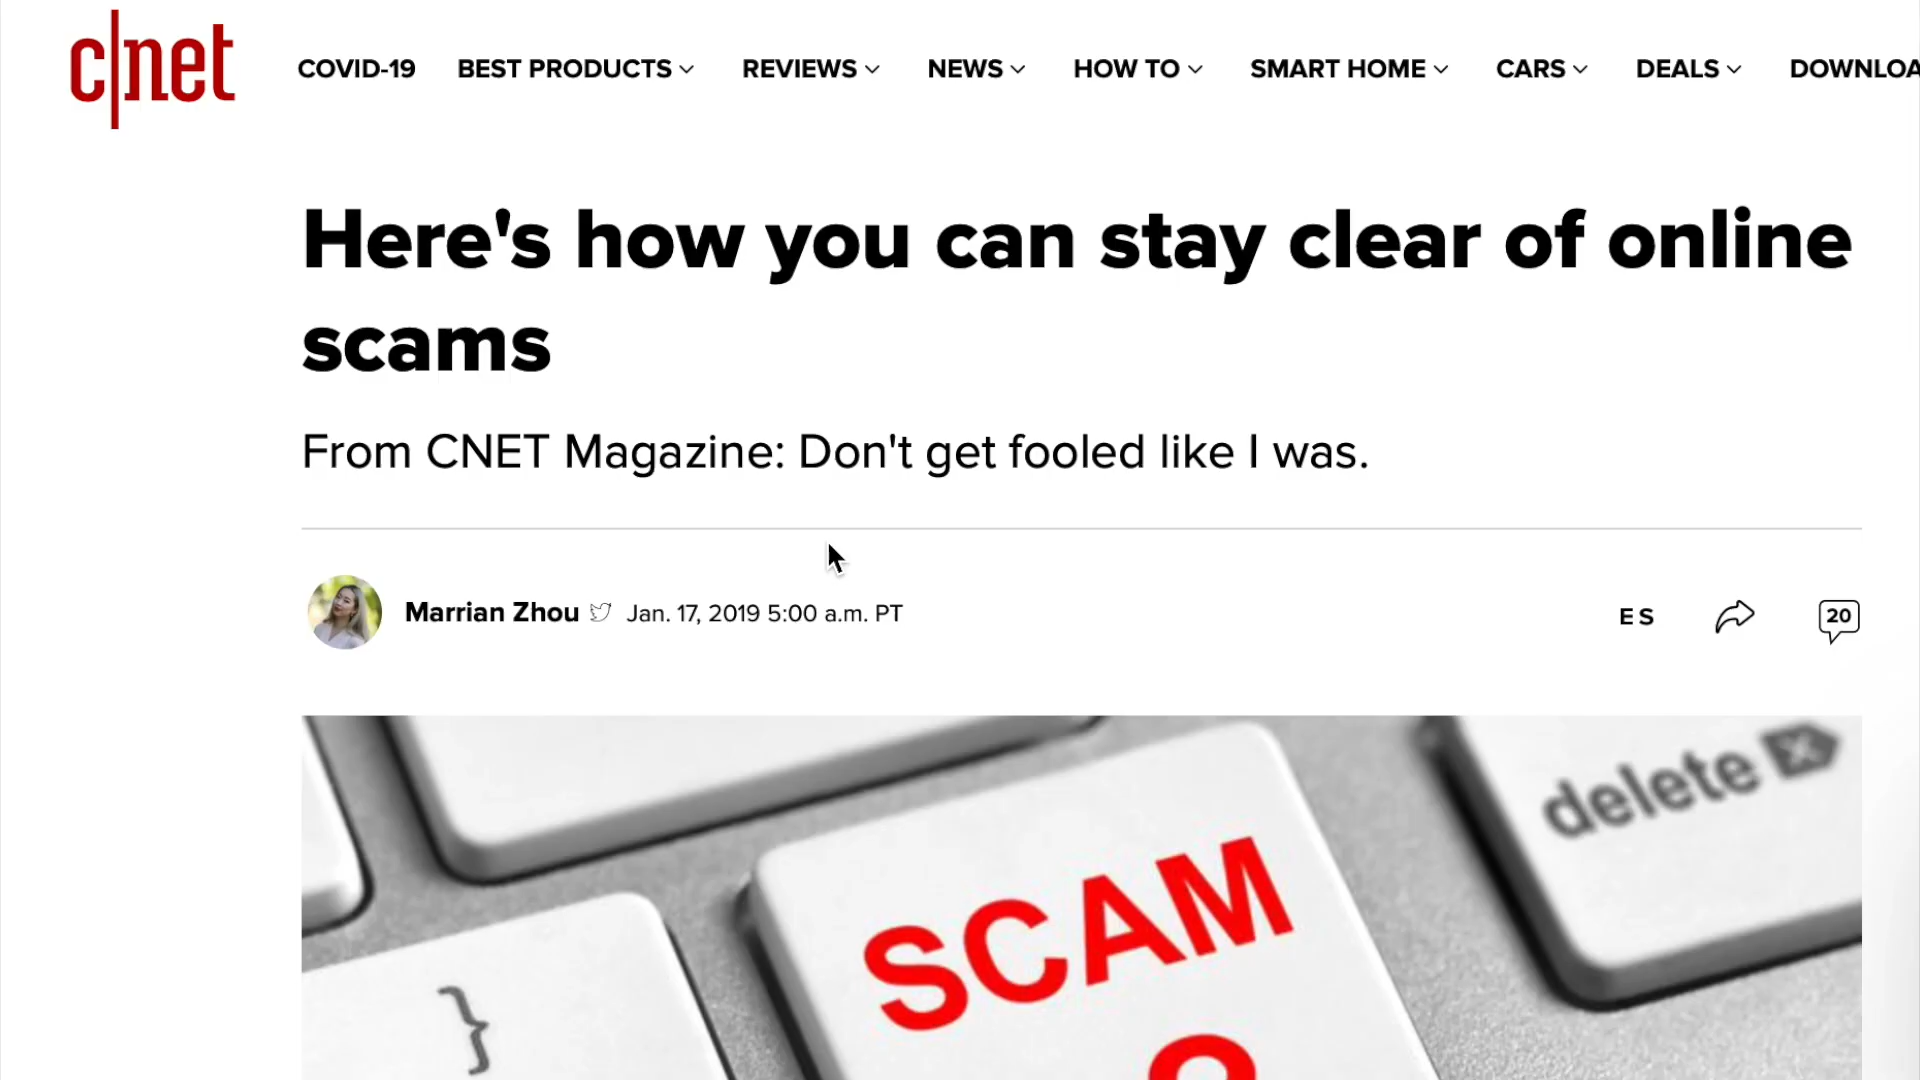 c|net
COVID-19 BEST PRODUCTS REVIEWS NEWS HOW TO SMART HOME CARS DEALS DOWNLOA
Here's how you can stay clear of online
scams
From CNET Magazine: Don't get fooled like I was.
Marrian Zhou Jan. 17, 2019 5:00 a.m. PT ES 20
delete
SCAM
}